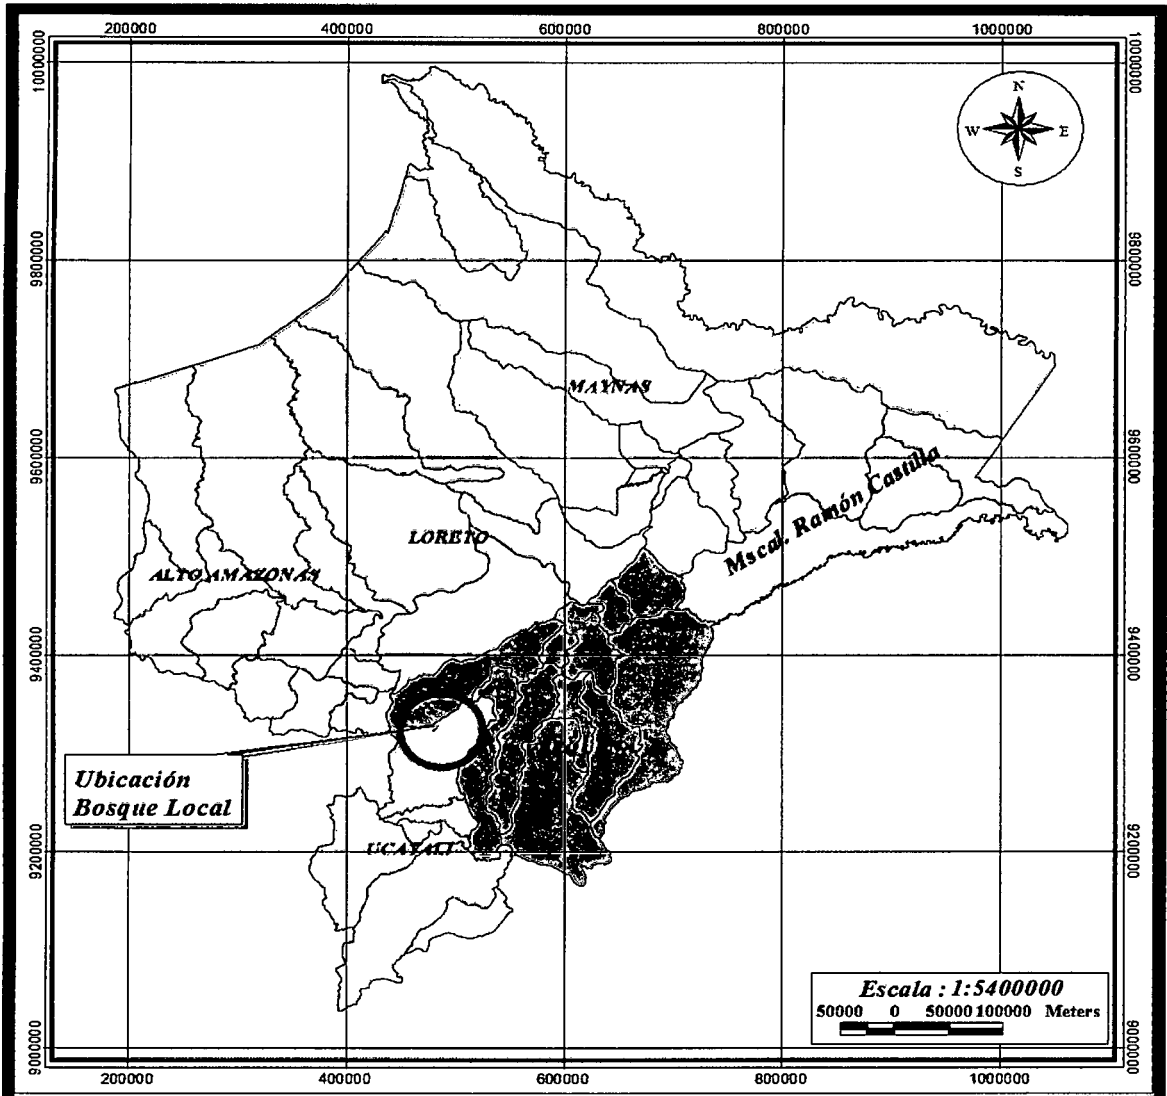 200000 400000 600000 800000 1000000
10000000
10000000
N
W E
S
9800000
9800000
MAYNAS
9600000
9600000
Mscal. Ramón Castilla
LORETO
ALTO AMAZONAS
9400000
9400000
Ubicación
Bosque Local
UCAYALI
9200000
9200000
Escala : 1:5400000
50000 0 50000 100000 Meters
9000000
9000000
200000 400000 600000 800000 1000000